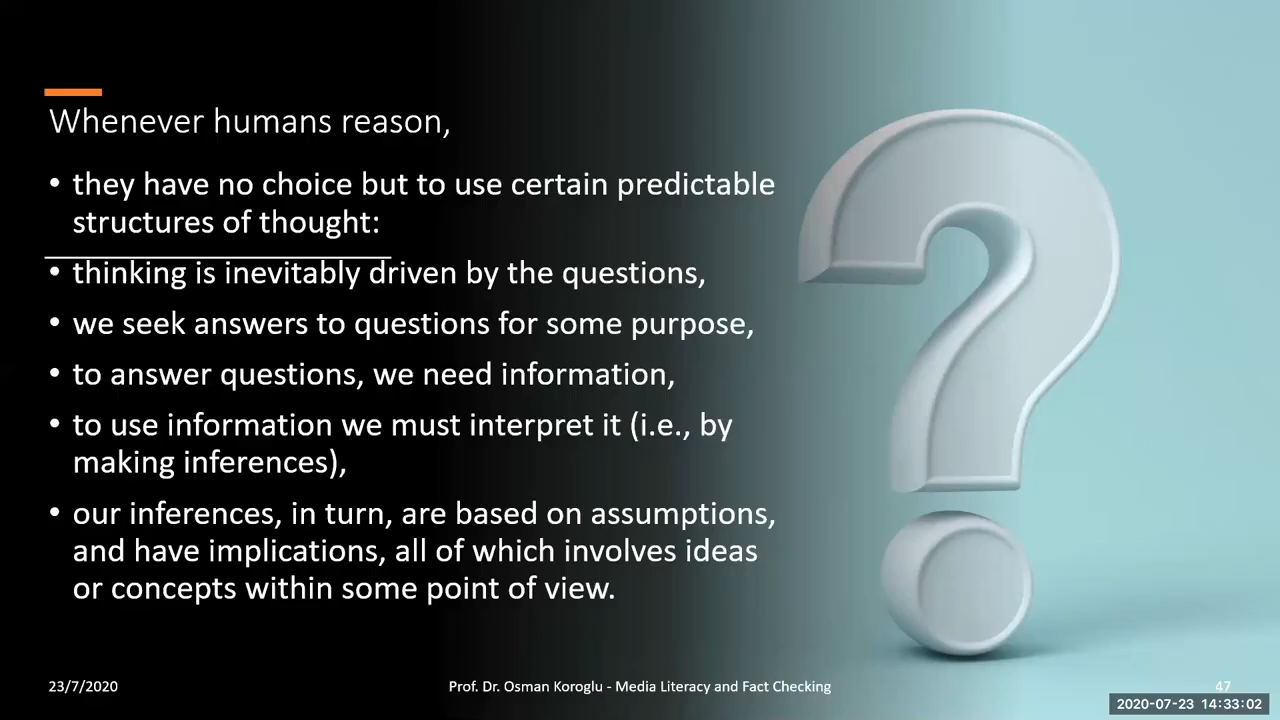 Whenever humans reason,
• they have no choice but to use certain predictable
structures of thought:
• thinking is inevitably driven by the questions,
• we seek answers to questions for some purpose,
• to answer questions, we need information,
• to use information we must interpret it (i.e., by
making inferences),
• our inferences, in turn, are based on assumptions,
and have implications, all of which involves ideas
or concepts within some point of view.
23/7/2020
Prof. Dr. Osman Koroglu - Media Literacy and Fact Checking
47
2020-07-23 14:33:02